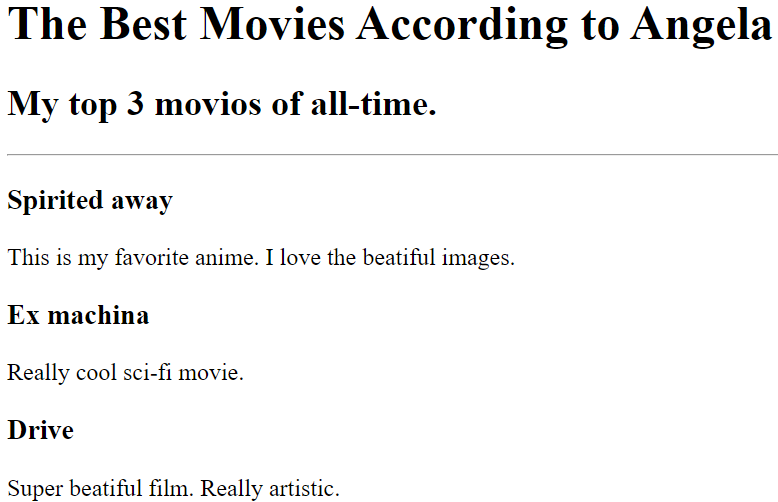 The Best Movies According to Angela
My top 3 movios of all-time.
Spirited away
This is my favorite anime. I love the beatiful images.
Ex machina
Really cool sci-fi movie.
Drive
Super beatiful film. Really artistic.